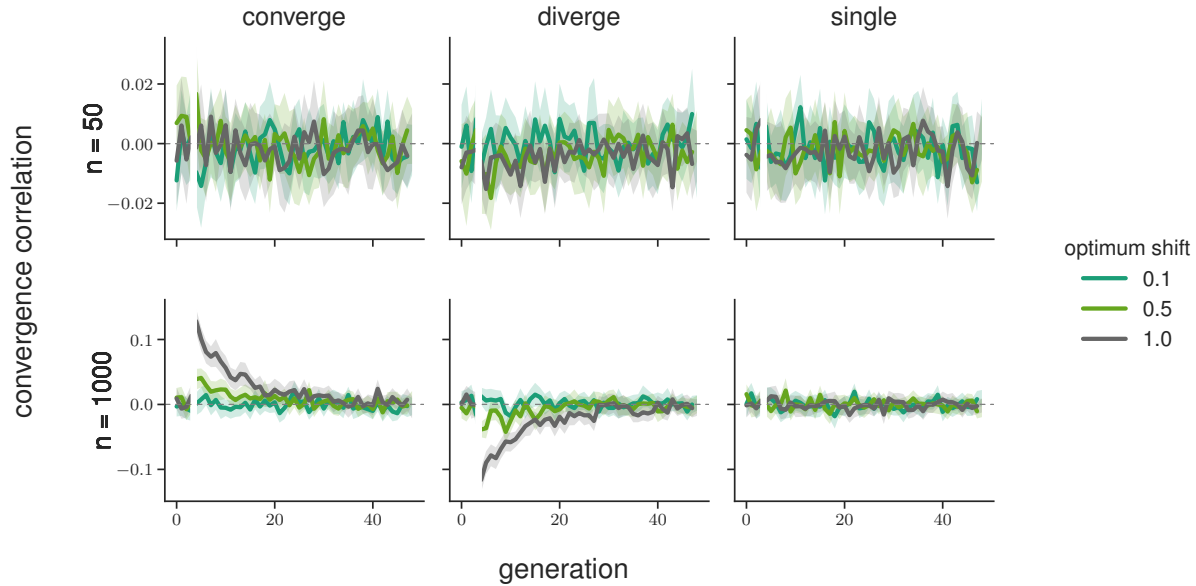 converge diverge single
convergence correlation
n = 50
0.02
0.00
−0.02
n = 1000
0.1
0.0
−0.1
0 20 40 0 20 40 0 20 40
generation
optimum shift
0.1
0.5
1.0